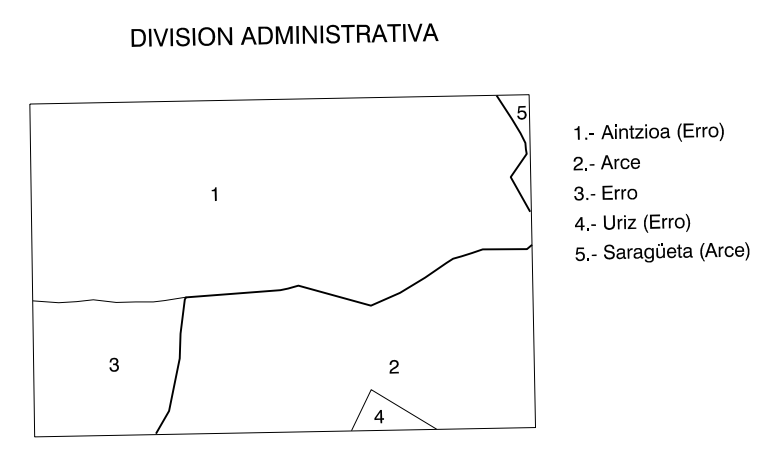 DIVISION ADMINISTRATIVA
5
1
3
2
4
1.- Aintzioa (Erro)
2.- Arce
3.- Erro
4.- Uriz (Erro)
5.- Saragüeta (Arce)